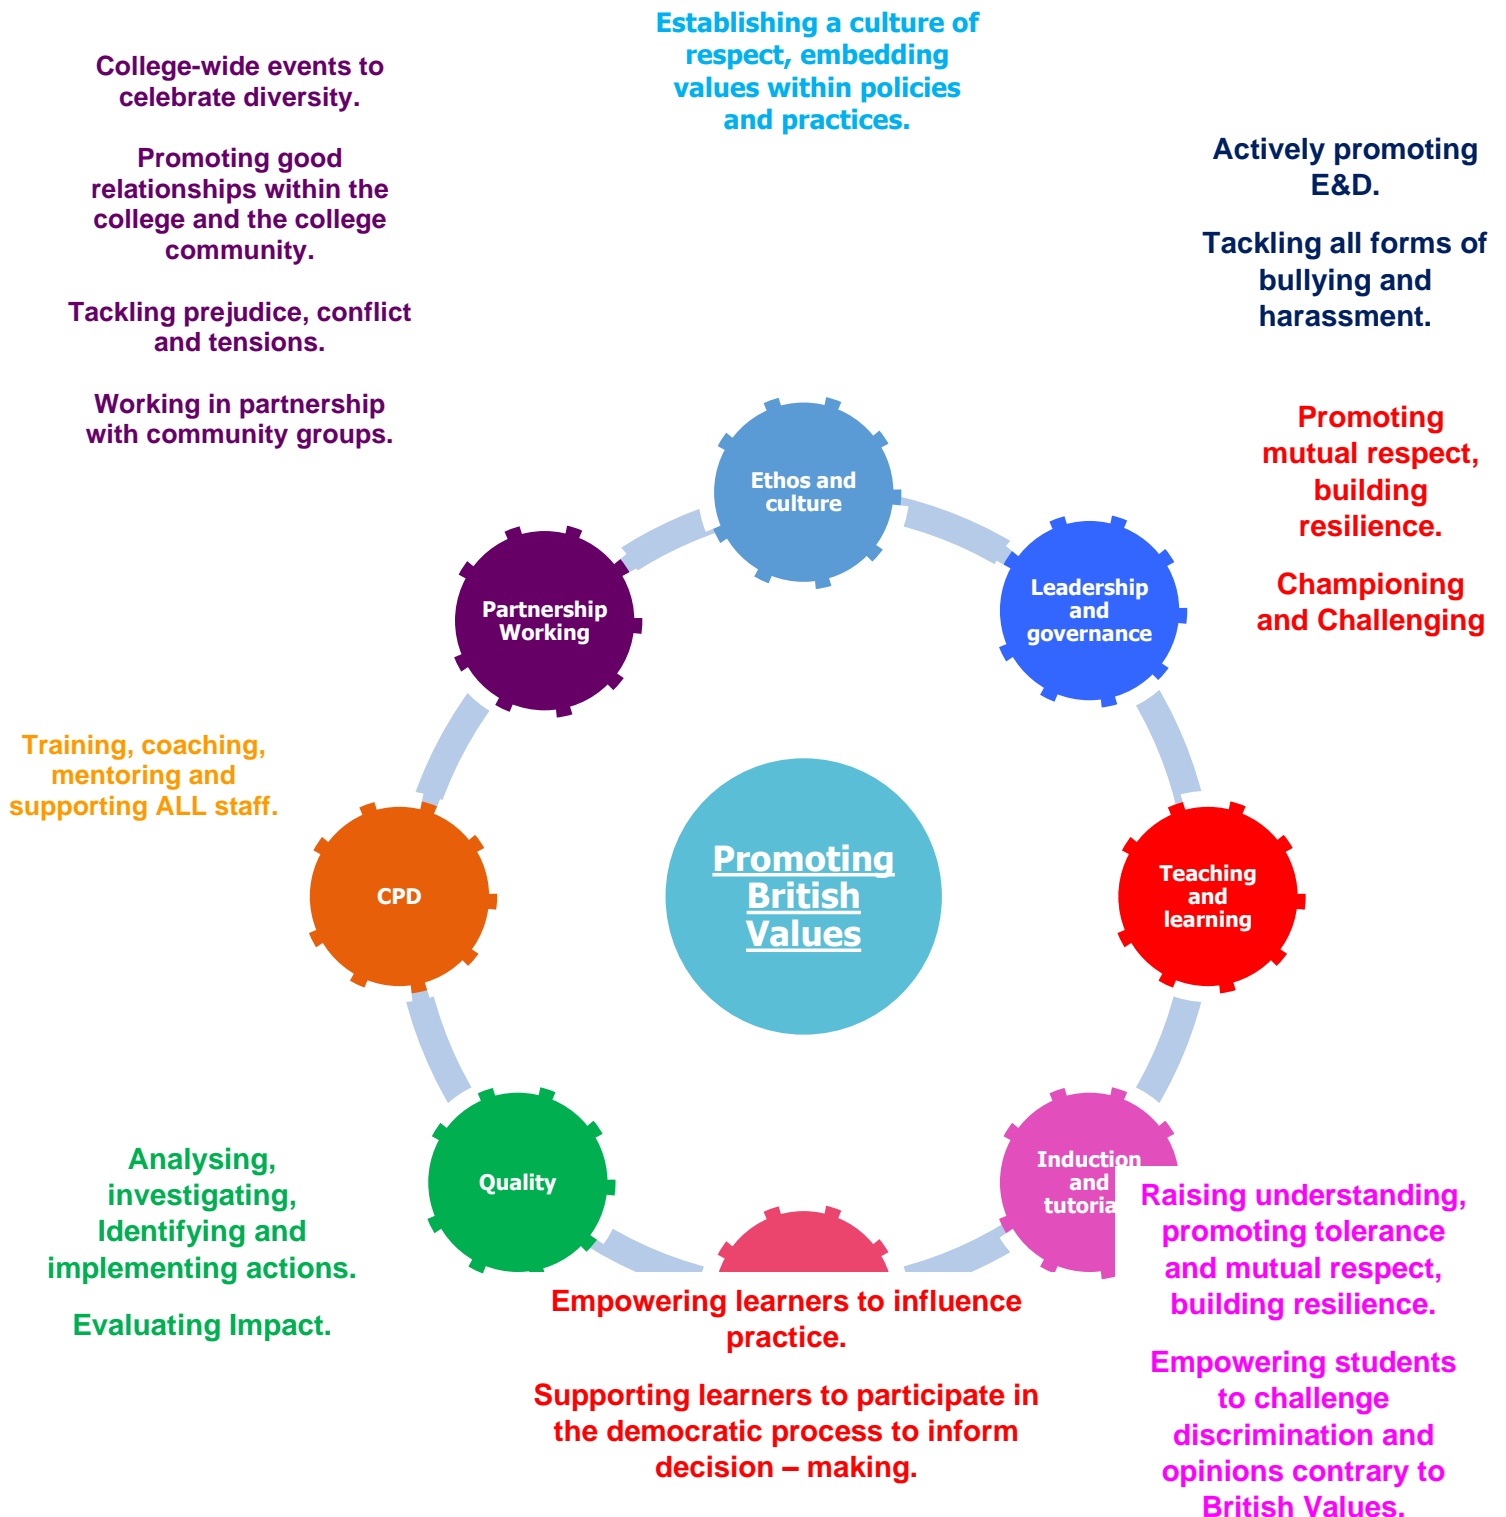 Establishing a culture of
respect, embedding
values within policies
and practices.
College-wide events to
celebrate diversity.
Promoting good
relationships within the
college and the college
community.
Tackling prejudice, conflict
and tensions.
Working in partnership
with community groups.
Actively promoting
E&D.
Tackling all forms of
bullying and
harassment.
Promoting
mutual respect,
building
resilience.
Championing
and Challenging
Ethos and
culture
Leadership
and
governance
Partnership
Working
Training, coaching,
mentoring and
supporting ALL staff.
CPD
Promoting
British
Values
Teaching
and
learning
Quality
Induction
and
tutoria
Analysing,
investigating,
Identifying and
implementing actions.
Evaluating Impact.
Empowering learners to influence
practice.
Supporting learners to participate in
the democratic process to inform
decision – making.
Raising understanding,
promoting tolerance
and mutual respect,
building resilience.
Empowering students
to challenge
discrimination and
opinions contrary to
British Values.